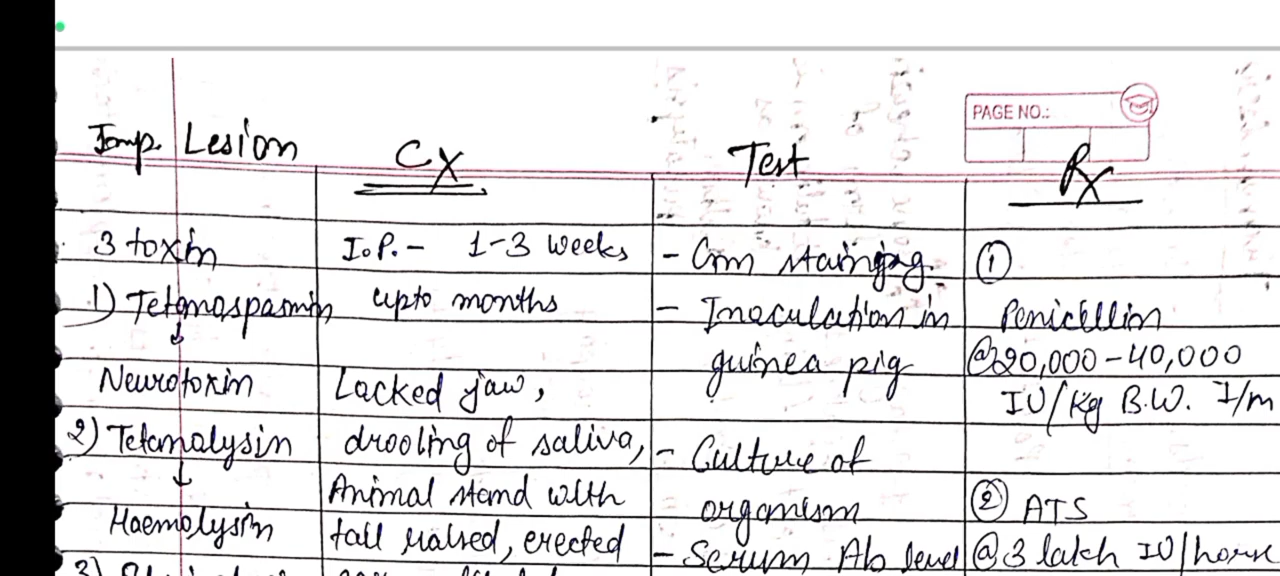 PAGE NO.:
Imp. Lesion
CX
Test
Rx
3 toxin
1) Tetanospasmin
↓
Neurotoxin
2) Tetanolysin
↓
Haemolysin
3)
I.P. - 1-3 weeks
upto months
Locked jaw,
drooling of saliva,
Animal stand with
tail raised, erected
- Gm staining
- Inoculation in
guinea pig
- Culture of
organism
- Serum Ab level
①
Penicillin
@ 20,000 - 40,000
IU/Kg B.W. I/m
② ATS
@ 3 lakh IU/horse